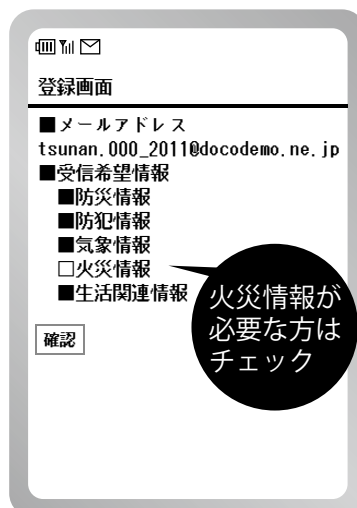 登録画面
■メールアドレス
tsunan.000_2011@docodemo.ne.jp
■受信希望情報
■防災情報
■防犯情報
■気象情報
□火災情報
■生活関連情報
火災情報が
必要な方は
チェック
確認